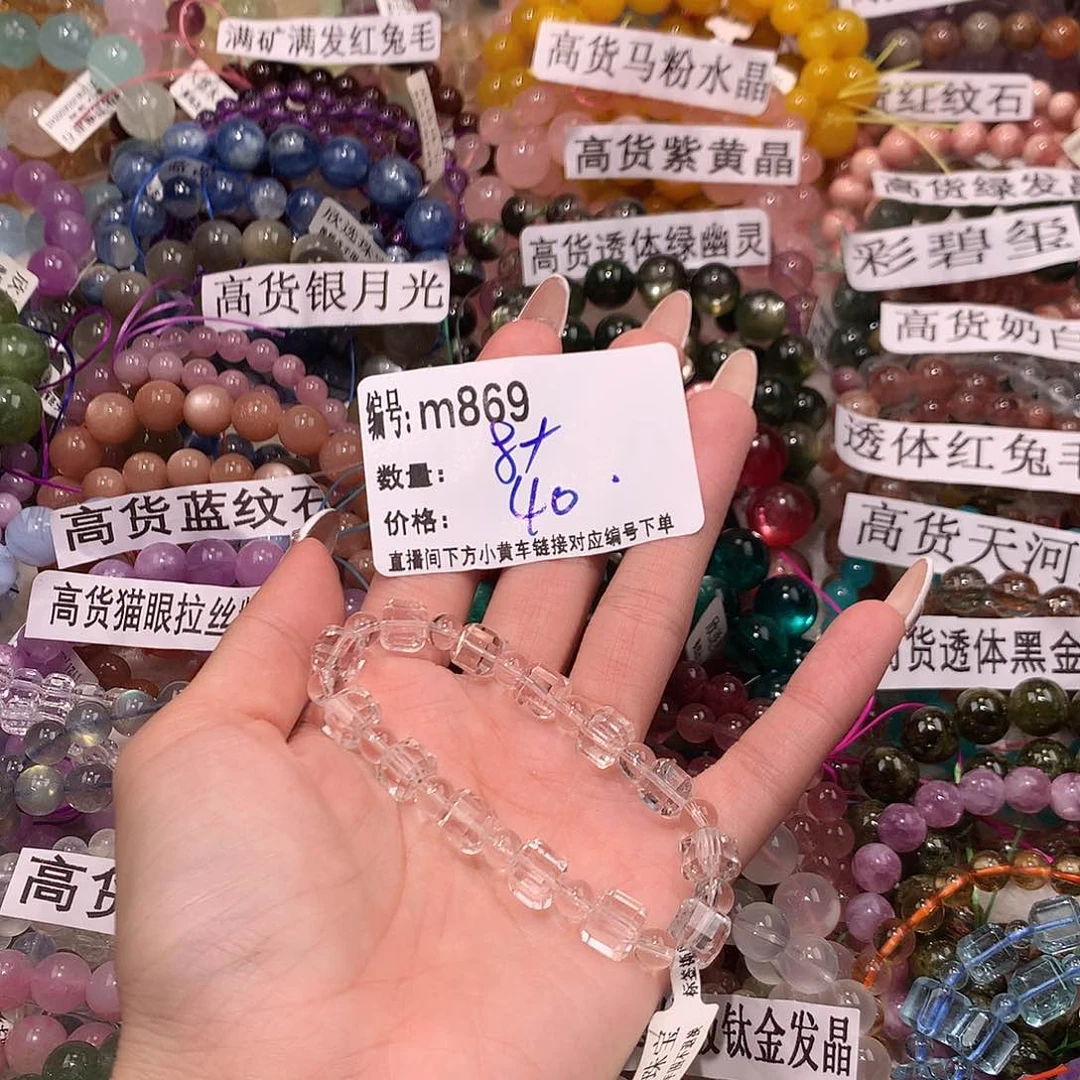 满矿满发红兔毛
高货马粉水晶
红纹石
高货紫黄晶
高货绿发晶
高货透体绿幽灵
彩碧玺
高货银月光
高货奶白
编号: m869
数量: 8+
价格: 40.
直播间下方小黄车链接对应编号下单
透体红兔毛
高货蓝纹石
高货天河
高货猫眼拉丝
货透体黑金
高货
钛金发晶
珠宝